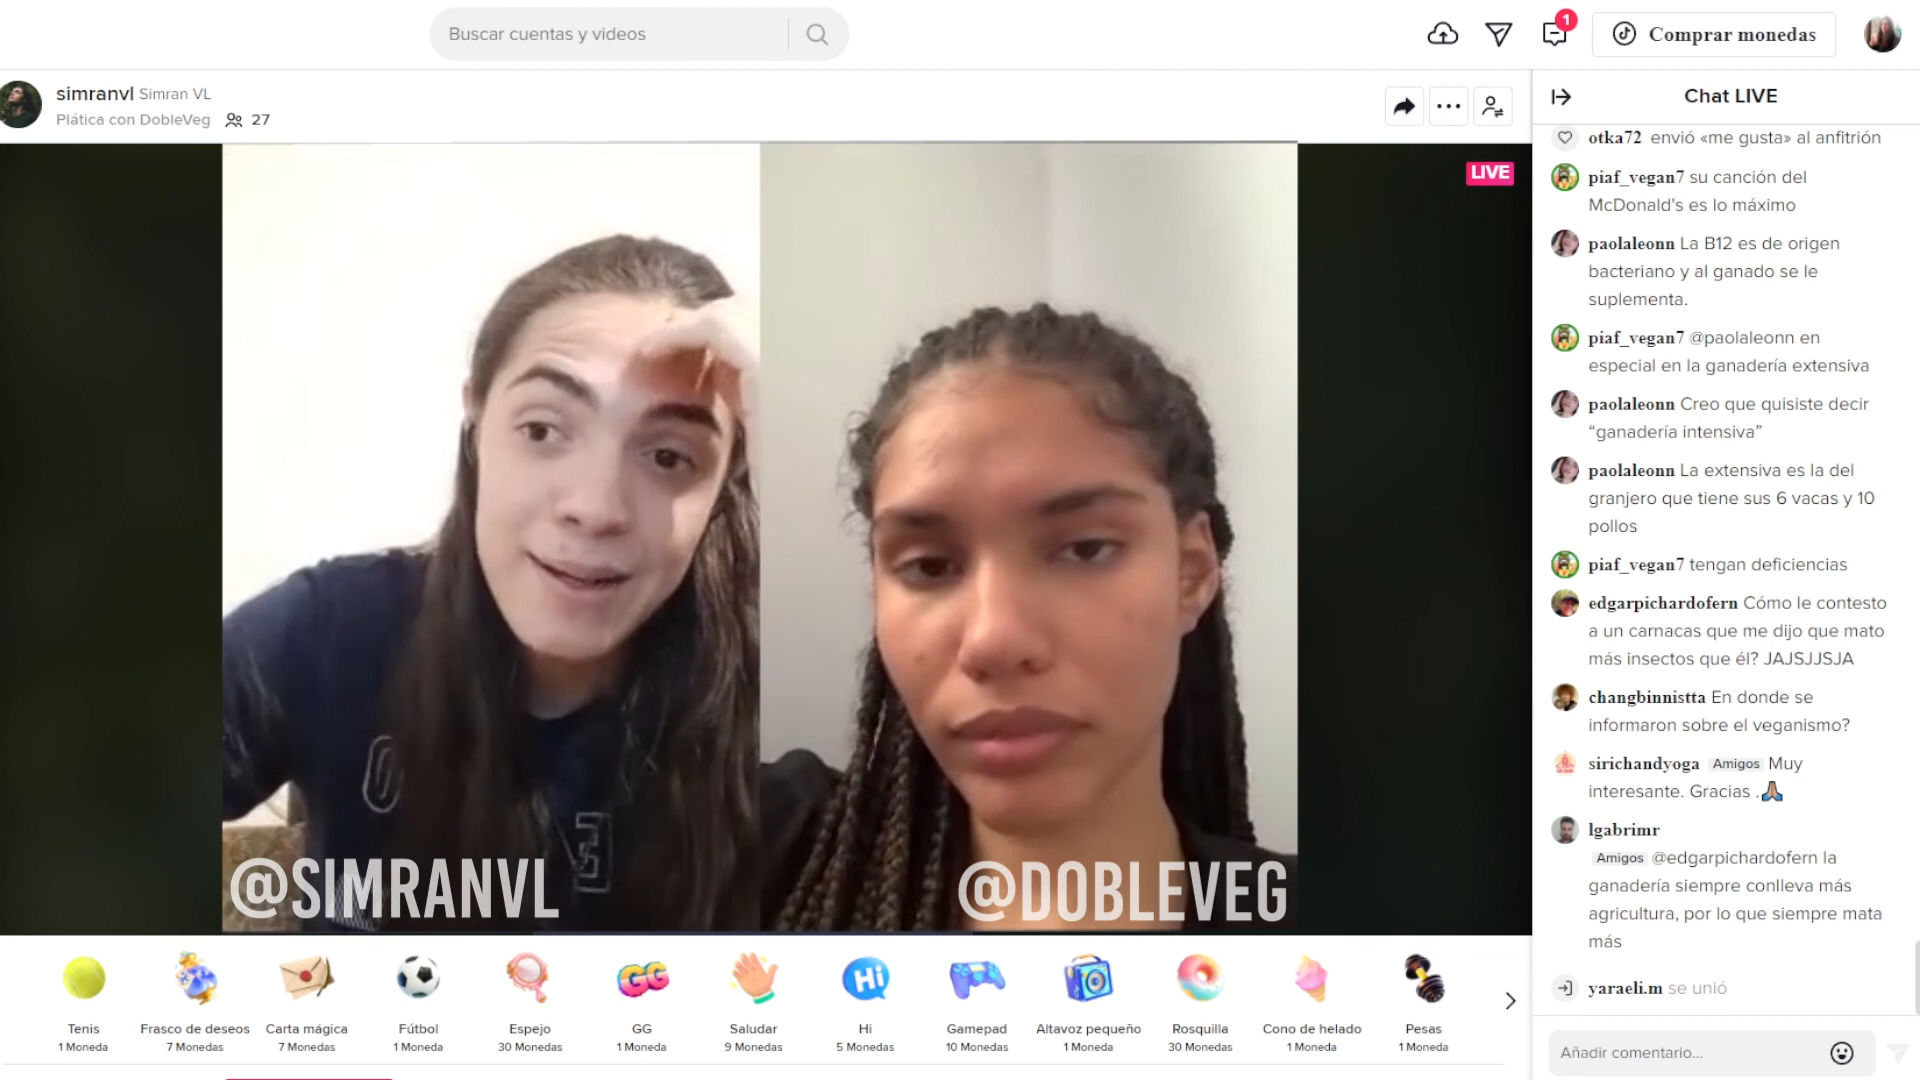 Buscar cuentas y videos
1
Comprar monedas
simranvl Simran VL
Plática con DobleVeg 27
LIVE
@SIMRANVL
@DOBLEVEG
Chat LIVE
otka72 envió «me gusta» al anfitrión
piaf_vegan7 su canción del
McDonald's es lo máximo
paolaleonn La B12 es de origen
bacteriano y al ganado se le
suplementa.
piaf_vegan7 @paolaleonn en
especial en la ganadería extensiva
paolaleonn Creo que quisiste decir
“ganadería intensiva”
paolaleonn La extensiva es la del
granjero que tiene sus 6 vacas y 10
pollos
piaf_vegan7 tengan deficiencias
edgarpichardofern Cómo le contesto
a un carnacas que me dijo que mato
más insectos que él? JAJSJJSJA
changbinnistta En donde se
informaron sobre el veganismo?
sirichandyoga Amigos Muy
interesante. Gracias .🙏🏽
lgabrimr
Amigos @edgarpichardofern la
ganadería siempre conlleva más
agricultura, por lo que siempre mata
más
yaraeli.m se unió
Añadir comentario...
GG
Hi
Tenis Frasco de deseos Carta mágica Fútbol Espejo GG Saludar Hi Gamepad Altavoz pequeño Rosquilla Cono de helado Pesas
1 Moneda 7 Monedas 7 Monedas 1 Moneda 30 Monedas 1 Moneda 9 Monedas 5 Monedas 10 Monedas 1 Moneda 30 Monedas 1 Moneda 1 Moneda